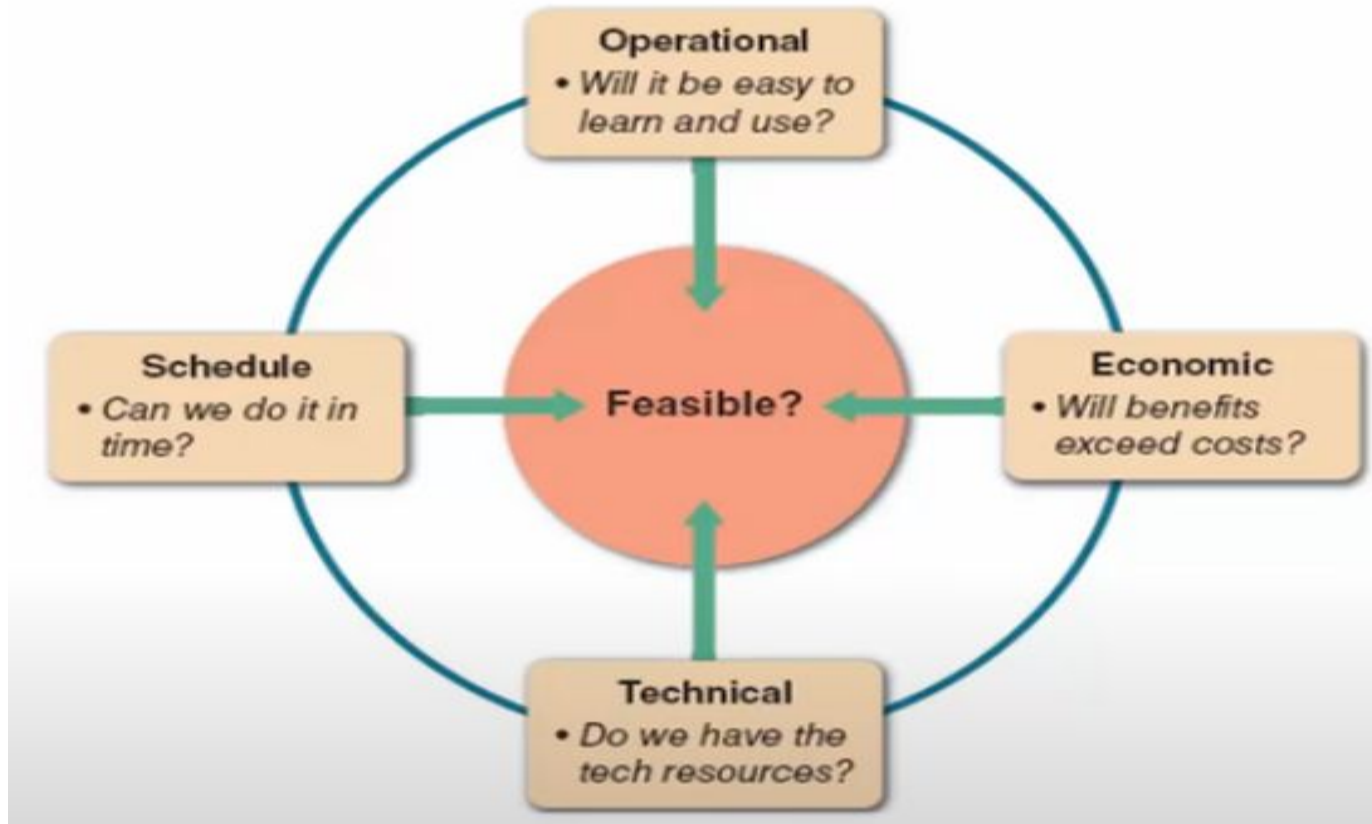 Operational
• Will it be easy to
learn and use?
Schedule
• Can we do it in
time?
Feasible?
Economic
• Will benefits
exceed costs?
Technical
• Do we have the
tech resources?